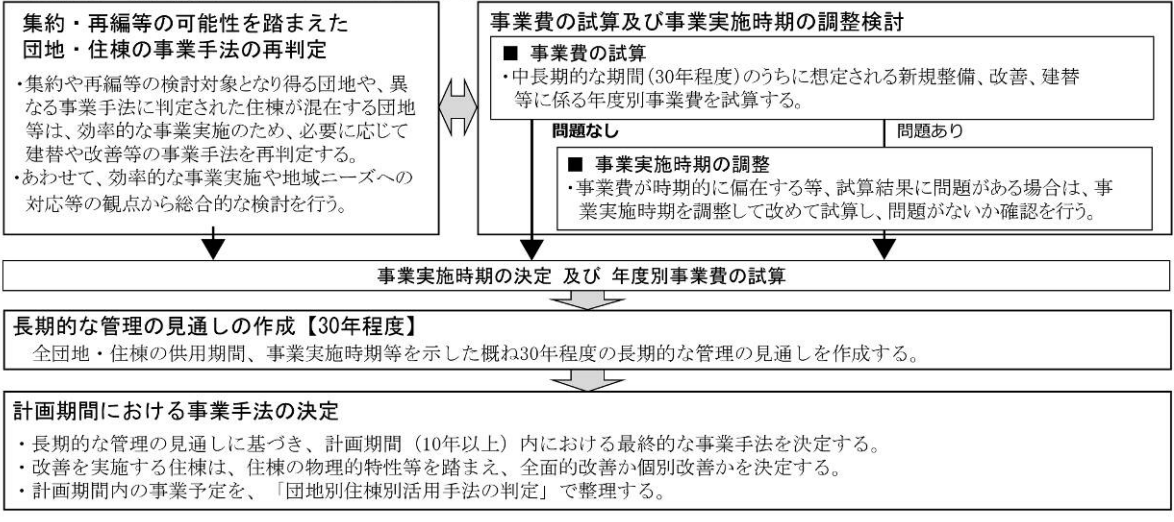 集約・再編等の可能性を踏まえた
団地・住棟の事業手法の再判定
・集約や再編等の検討対象となり得る団地や、異
なる事業手法に判定された住棟が混在する団地
等は、効率的な事業実施のため、必要に応じて
建替や改善等の事業手法を再判定する。
・あわせて、効率的な事業実施や地域ニーズへの
対応等の観点から総合的な検討を行う。
事業費の試算及び事業実施時期の調整検討
■ 事業費の試算
・中長期的な期間（30年程度）のうちに想定される新規整備、改善、建替
等に係る年度別事業費を試算する。
問題なし
問題あり
■ 事業実施時期の調整
・事業費が時期的に偏在する等、試算結果に問題がある場合は、事
業実施時期を調整して改めて試算し、問題がないか確認を行う。
事業実施時期の決定 及び 年度別事業費の試算
長期的な管理の見通しの作成【30年程度】
全団地・住棟の供用期間、事業実施時期等を示した概ね30年程度の長期的な管理の見通しを作成する。
計画期間における事業手法の決定
・長期的な管理の見通しに基づき、計画期間（10年以上）内における最終的な事業手法を決定する。
・改善を実施する住棟は、住棟の物理的特性等を踏まえ、全面的改善か個別改善かを決定する。
・計画期間内の事業予定を、「団地別住棟別活用手法の判定」で整理する。